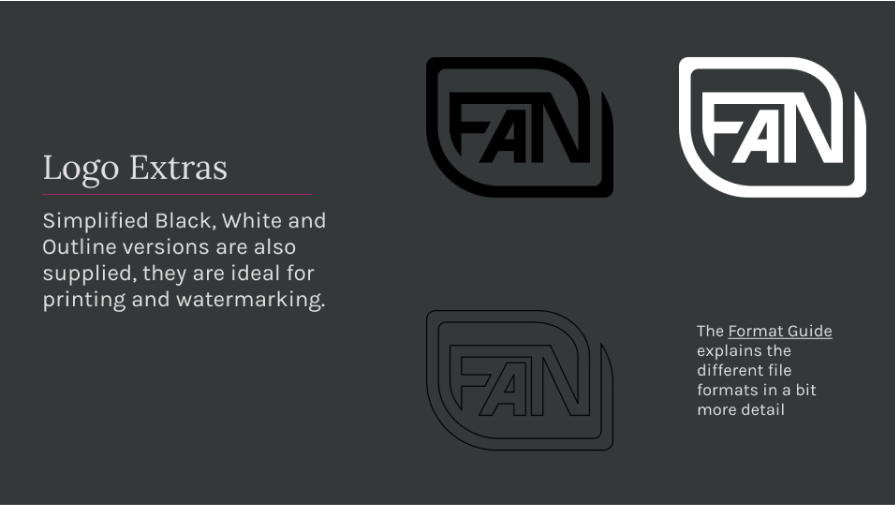 Logo Extras
Simplified Black, White and
Outline versions are also
supplied, they are ideal for
printing and watermarking.
FAN
FAN
FAN
The Format Guide
explains the
different file
formats in a bit
more detail